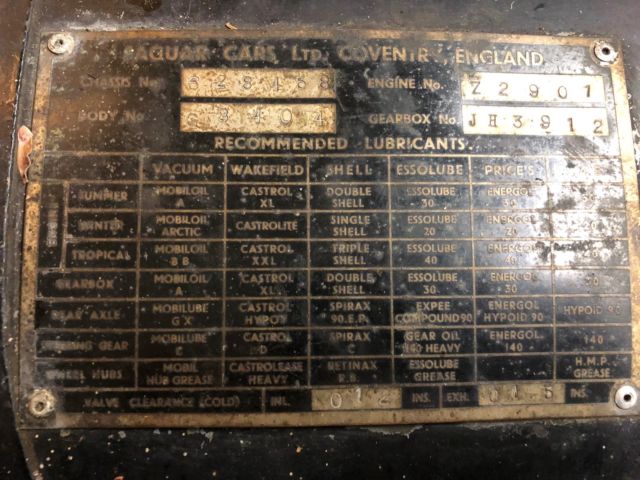 JAGUAR CARS, LTD, COVENTRY, ENGLAND
CHASSIS No. ENGINE No. Z2901
BODY No. GEARBOX No. JH3912
RECOMMENDED LUBRICANTS.
VACUUM WAKEFIELD SHELL ESSOLUBE PRICE'S
SUMMER MOBILOIL A CASTROL XL DOUBLE SHELL ESSOLUBE 30 ENERGOL 30
WINTER MOBILOIL ARCTIC CASTROLITE SINGLE SHELL ESSOLUBE 20 ENERGOL 20
TROPICAL MOBILOIL BB CASTROL XXL TRIPLE SHELL ESSOLUBE 40 ENERGOL 40
GEARBOX MOBILOIL A CASTROL XL DOUBLE SHELL ESSOLUBE 30 ENERGOL 30
REAR AXLE MOBILUBE GX CASTROL HYPOY SPIRAX 90.E.P. EXPEE COMPOUND 90 ENERGOL HYPOID 90 HYPOID 90
GEAR MOBILUBE C CASTROL D SPIRAX C GEAR OIL 140 HEAVY ENERGOL 140 140
WHEEL HUBS MOBIL HUB GREASE CASTROLEASE HEAVY RETINAX R.B. ESSOLUBE GREASE H.M.P. GREASE
VALVE CLEARANCE (COLD) INL. 012 INS. EXH. 015 INS.